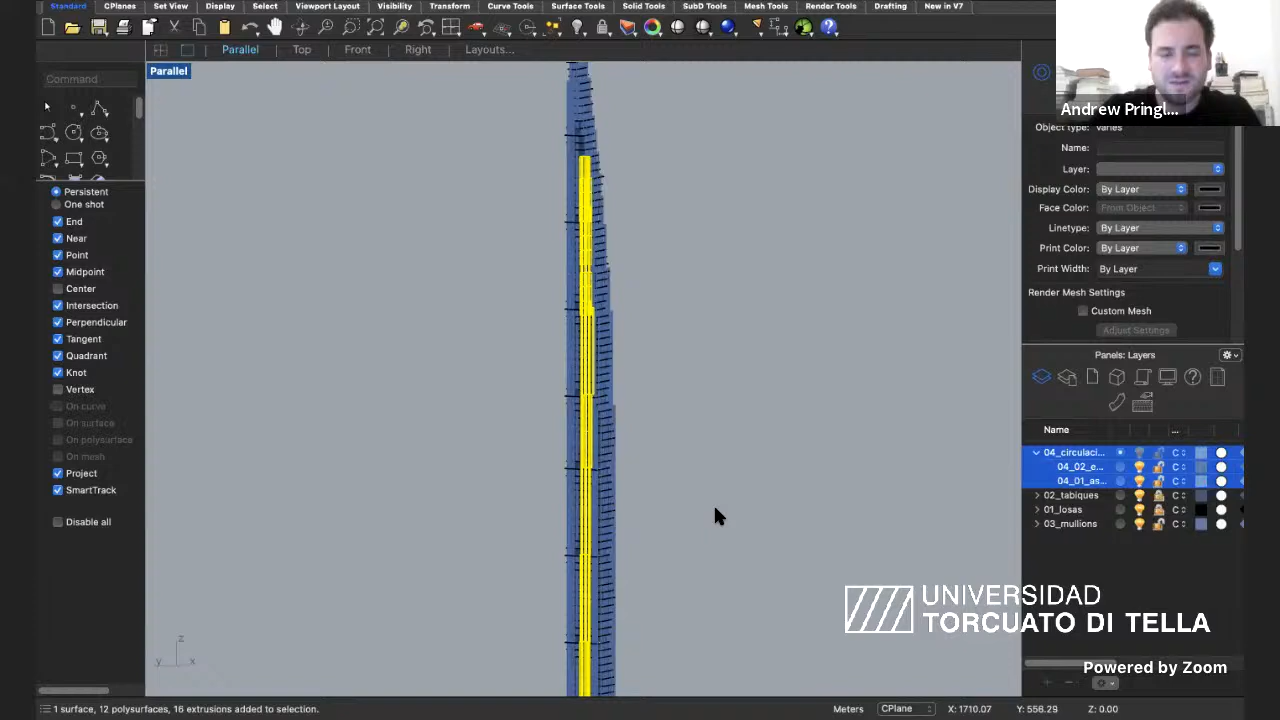 Standard CPlanes Set View Display Select Viewport Layout Visibility Transform Curve Tools Surface Tools Solid Tools SubD Tools Mesh Tools Render Tools Drafting New in V7
Parallel Top Front Right Layouts...
Parallel
Command
Persistent
One shot
End
Near
Point
Midpoint
Center
Intersection
Perpendicular
Tangent
Quadrant
Knot
Vertex
On curve
On surface
On polysurface
On mesh
Project
SmartTrack
Disable all
z
y x
Andrew Pringl...
Object type: varies
Name:
Layer:
Display Color: By Layer
Face Color: From Object
Linetype: By Layer
Print Color: By Layer
Print Width: By Layer
Render Mesh Settings
Custom Mesh
Adjust Settings
Panels: Layers
Name ...
04_circulaci... C
04_02_e... C
04_01_as... C
02_tabiques C
01_losas C
03_mullions C
UNIVERSIDAD
TORCUATO DI TELLA
Powered by Zoom
1 surface, 12 polysurfaces, 16 extrusions added to selection. Meters CPlane X: 1710.07 Y: 556.29 Z: 0.00